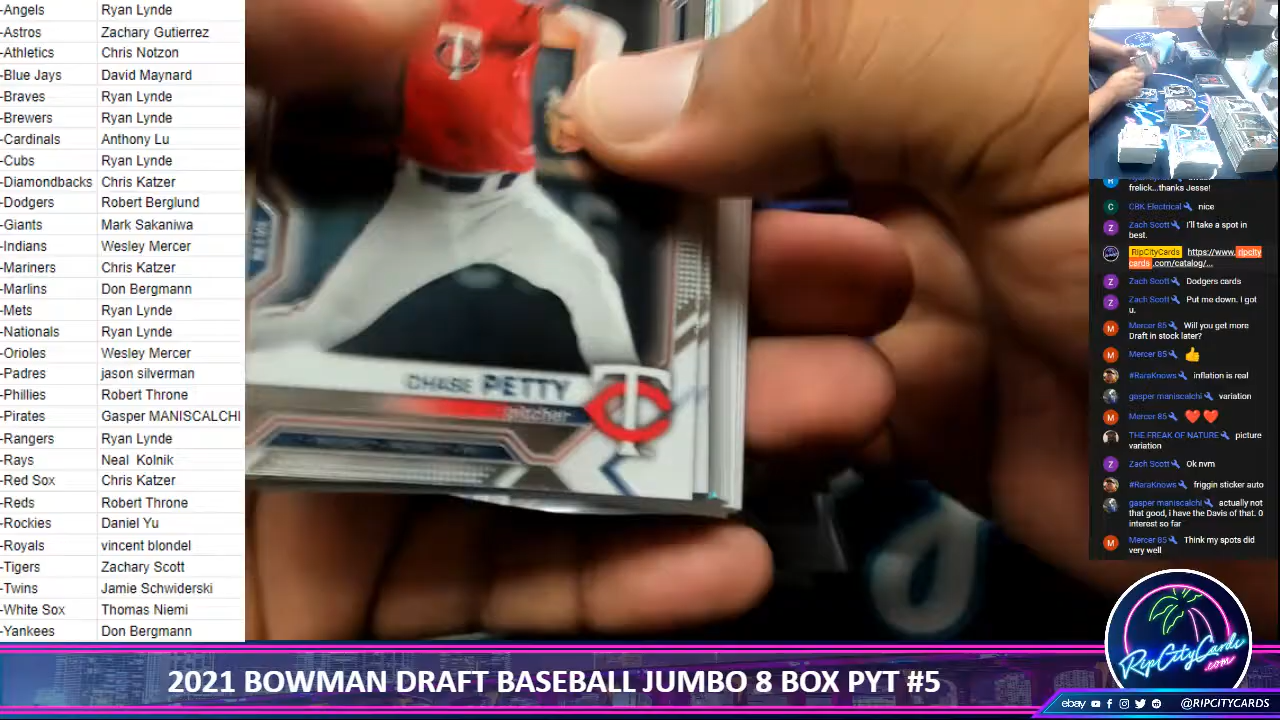 -Angels Ryan Lynde
-Astros Zachary Gutierrez
-Athletics Chris Notzon
-Blue Jays David Maynard
-Braves Ryan Lynde
-Brewers Ryan Lynde
-Cardinals Anthony Lu
-Cubs Ryan Lynde
-Diamondbacks Chris Katzer
-Dodgers Robert Berglund
-Giants Mark Sakaniwa
-Indians Wesley Mercer
-Mariners Chris Katzer
-Marlins Don Bergmann
-Mets Ryan Lynde
-Nationals Ryan Lynde
-Orioles Wesley Mercer
-Padres jason silverman
-Phillies Robert Throne
-Pirates Gasper MANISCALCHI
-Rangers Ryan Lynde
-Rays Neal Kolnik
-Red Sox Chris Katzer
-Reds Robert Throne
-Rockies Daniel Yu
-Royals vincent blondel
-Tigers Zachary Scott
-Twins Jamie Schwiderski
-White Sox Thomas Niemi
-Yankees Don Bergmann
CHASE PETTY
pitcher
frelick...thanks Jesse!
CBK Electrical nice
Zach Scott I'll take a spot in
best.
RipCityCards https://www.ripcity
cards.com/catalog/...
Zach Scott Dodgers cards
Zach Scott Put me down. I got
u.
Mercer 85 Will you get more
Draft in stock later?
Mercer 85 👍
#RaraKnows inflation is real
gasper maniscalchi variation
Mercer 85 ❤️❤️
THE FREAK OF NATURE picture
variation
Zach Scott Ok nvm
#RaraKnows friggin sticker auto
gasper maniscalchi actually not
that good, i have the Davis of that. 0
interest so far
Mercer 85 Think my spots did
very well
RipCityCards
.com
2021 BOWMAN DRAFT BASEBALL JUMBO 8 BOX PYT #5
ebay @RIPCITYCARDS